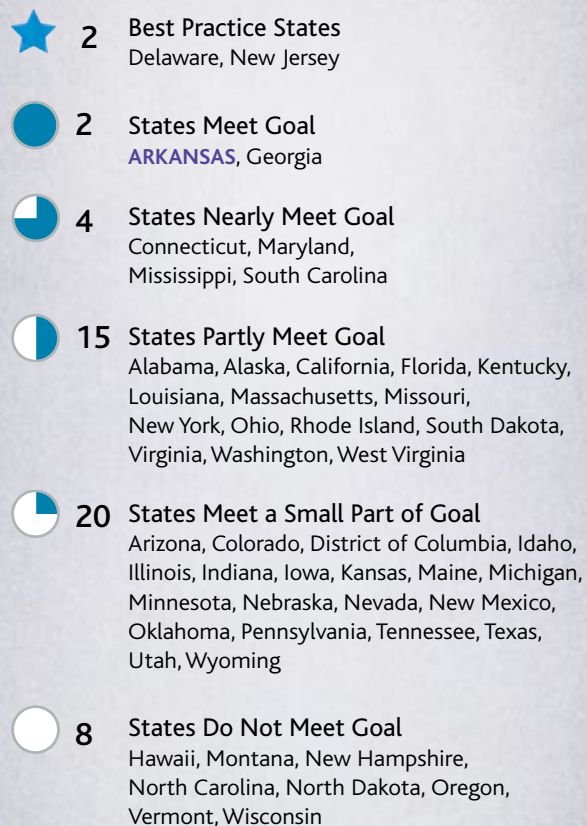 2 Best Practice States
Delaware, New Jersey
2 States Meet Goal
ARKANSAS, Georgia
4 States Nearly Meet Goal
Connecticut, Maryland,
Mississippi, South Carolina
15 States Partly Meet Goal
Alabama, Alaska, California, Florida, Kentucky,
Louisiana, Massachusetts, Missouri,
New York, Ohio, Rhode Island, South Dakota,
Virginia, Washington, West Virginia
20 States Meet a Small Part of Goal
Arizona, Colorado, District of Columbia, Idaho,
Illinois, Indiana, Iowa, Kansas, Maine, Michigan,
Minnesota, Nebraska, Nevada, New Mexico,
Oklahoma, Pennsylvania, Tennessee, Texas,
Utah, Wyoming
8 States Do Not Meet Goal
Hawaii, Montana, New Hampshire,
North Carolina, North Dakota, Oregon,
Vermont, Wisconsin